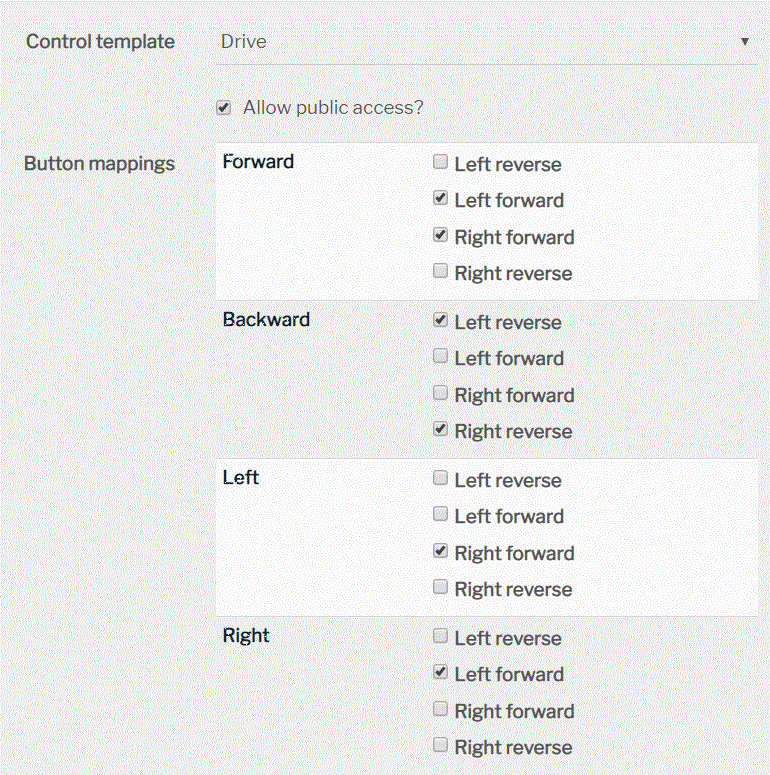 Control template Drive
Allow public access?
Button mappings Forward Left reverse
Left forward
Right forward
Right reverse
Backward Left reverse
Left forward
Right forward
Right reverse
Left Left reverse
Left forward
Right forward
Right reverse
Right Left reverse
Left forward
Right forward
Right reverse